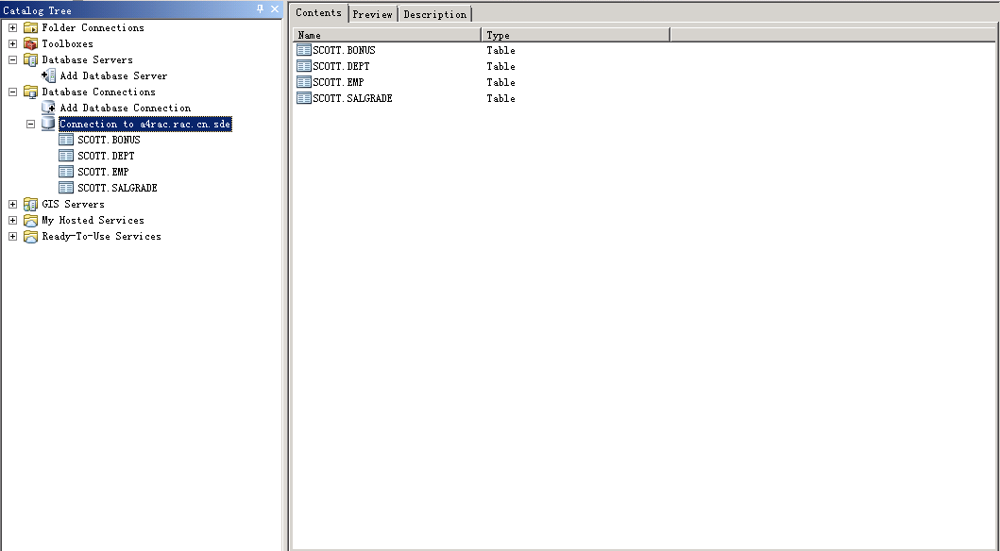 Catalog Tree
Folder Connections
Toolboxes
Database Servers
Add Database Server
Database Connections
Add Database Connection
Connection to a4rac.rac.cn.sde
SCOTT.BONUS
SCOTT.DEPT
SCOTT.EMP
SCOTT.SALGRADE
GIS Servers
My Hosted Services
Ready-To-Use Services
Contents Preview Description
Name Type
SCOTT.BONUS Table
SCOTT.DEPT Table
SCOTT.EMP Table
SCOTT.SALGRADE Table